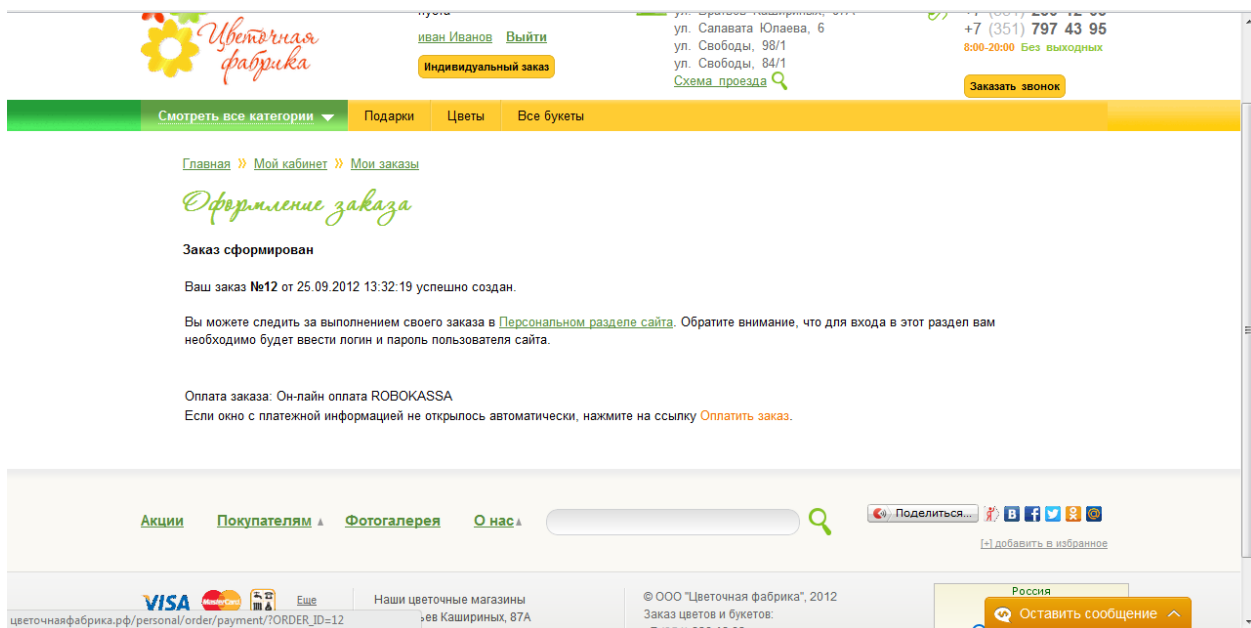 Цветочная
фабрика
иван Иванов Выйти
Индивидуальный заказ
ул. Салавата Юлаева, 6
ул. Свободы, 98/1
ул. Свободы, 84/1
Схема проезда
+7 (351) 797 43 95
8:00-20:00 Без выходных
Заказать звонок
Смотреть все категории Подарки Цветы Все букеты
Главная » Мой кабинет » Мои заказы
Оформление заказа
Заказ сформирован
Ваш заказ №12 от 25.09.2012 13:32:19 успешно создан.
Вы можете следить за выполнением своего заказа в Персональном разделе сайта. Обратите внимание, что для входа в этот раздел вам
необходимо будет ввести логин и пароль пользователя сайта.
Оплата заказа: Он-лайн оплата ROBOKASSA
Если окно с платежной информацией не открылось автоматически, нажмите на ссылку Оплатить заказ.
Акции Покупателям Фотогалерея О нас
Поделиться...
[+] добавить в избранное
VISA MasterCard Еще
Наши цветочные магазины
Кашириных, 87А
© ООО "Цветочная фабрика", 2012
Заказ цветов и букетов:
Россия
Оставить сообщение
цветочнаяфабрика.рф/personal/order/payment/?ORDER_ID=12